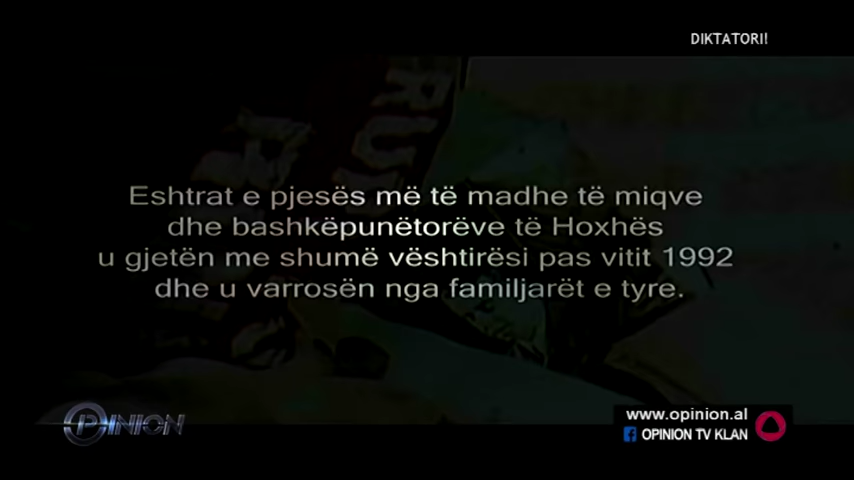 DIKTATORI!
Eshtrat e pjesës më të madhe të miqve
dhe bashkëpunëtorëve të Hoxhës
u gjetën me shumë vështirësi pas vitit 1992
dhe u varrosën nga familjarët e tyre.
OPINION
www.opinion.al
OPINION TV KLAN